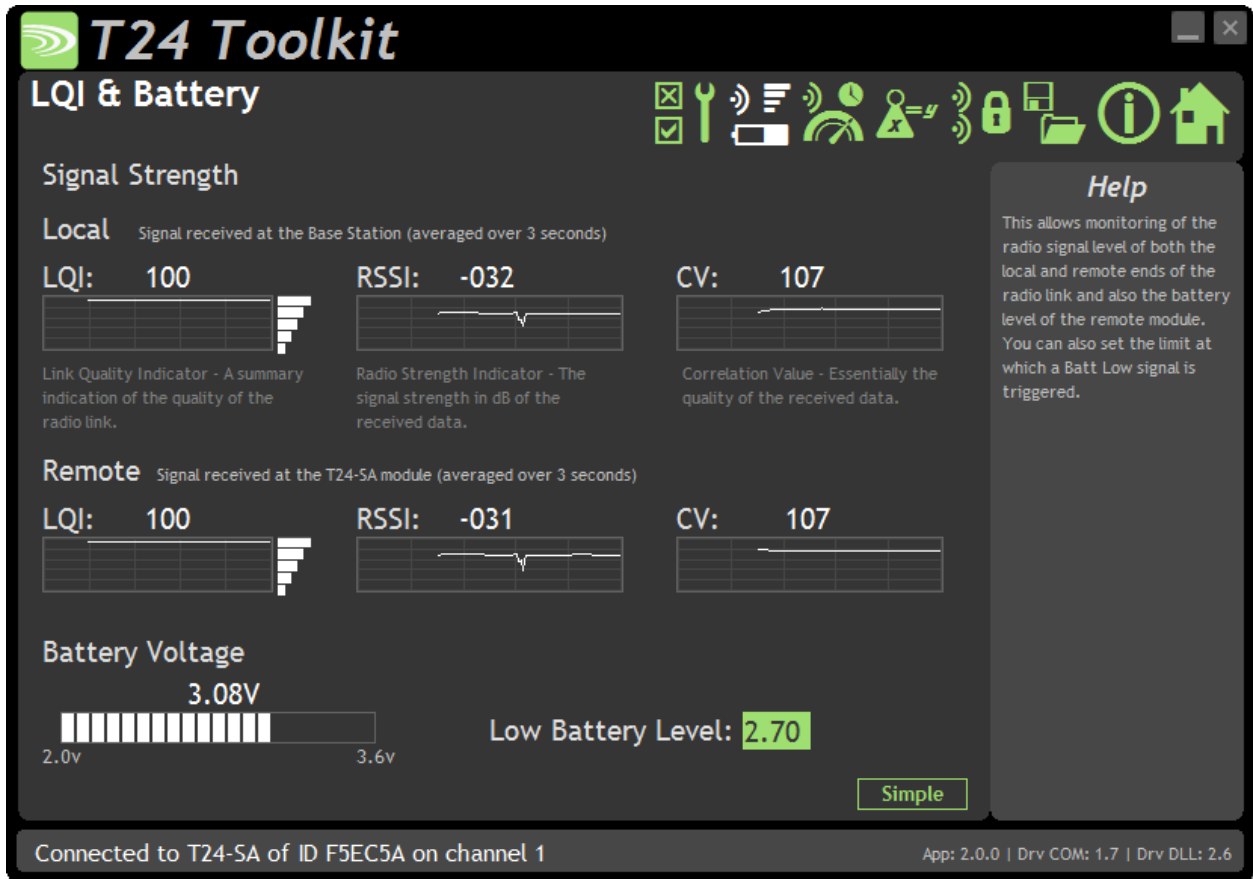 T24 Toolkit
LQI & Battery
x=y
Signal Strength
Local Signal received at the Base Station (averaged over 3 seconds)
LQI: 100 RSSI: -032 CV: 107
Link Quality Indicator - A summary
indication of the quality of the
radio link.
Radio Strength Indicator - The
signal strength in dB of the
received data.
Correlation Value - Essentially the
quality of the received data.
Remote Signal received at the T24-SA module (averaged over 3 seconds)
LQI: 100 RSSI: -031 CV: 107
Battery Voltage
3.08V
2.0v 3.6v
Low Battery Level: 2.70
Simple
Help
This allows monitoring of the
radio signal level of both the
local and remote ends of the
radio link and also the battery
level of the remote module.
You can also set the limit at
which a Batt Low signal is
triggered.
Connected to T24-SA of ID F5EC5A on channel 1
App: 2.0.0 | Drv COM: 1.7 | Drv DLL: 2.6